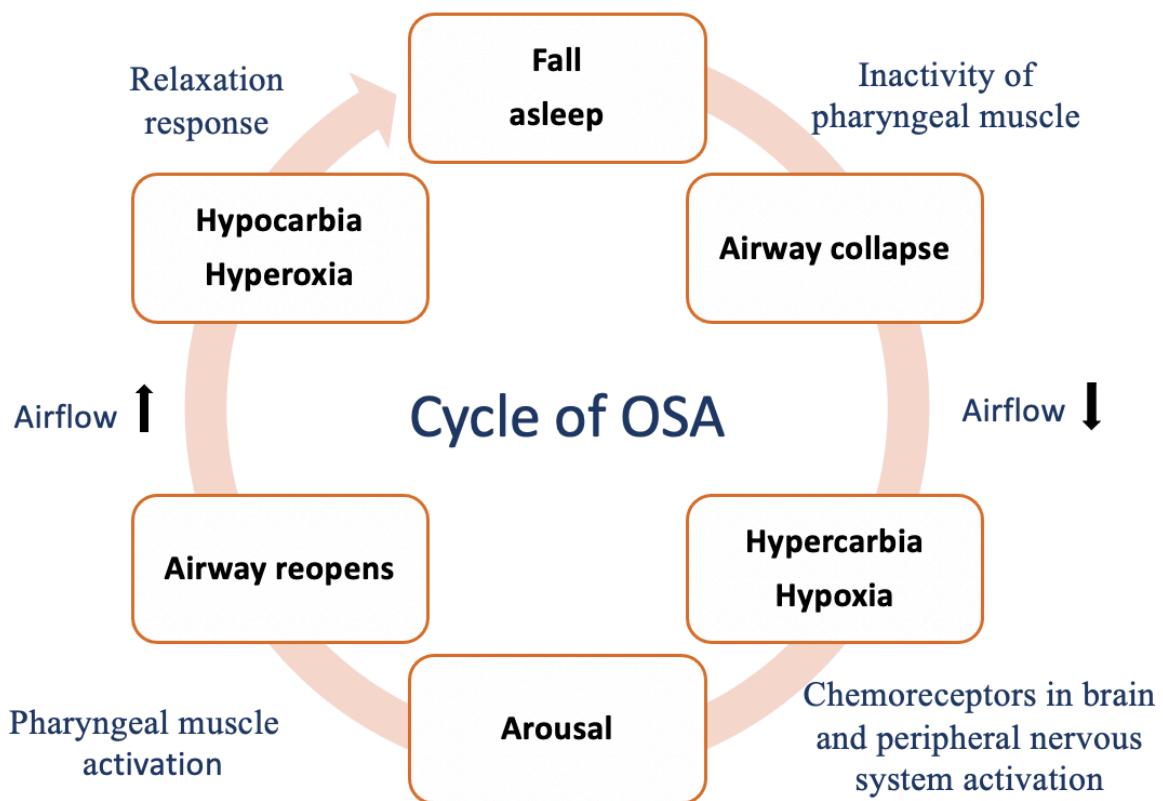 Fall
asleep
Inactivity of
pharyngeal muscle
Airway collapse
Airflow
Hypercarbia
Hypoxia
Chemoreceptors in brain
and peripheral nervous
system activation
Arousal
Pharyngeal muscle
activation
Airway reopens
Airflow
Hypocarbia
Hyperoxia
Relaxation
response
Cycle of OSA